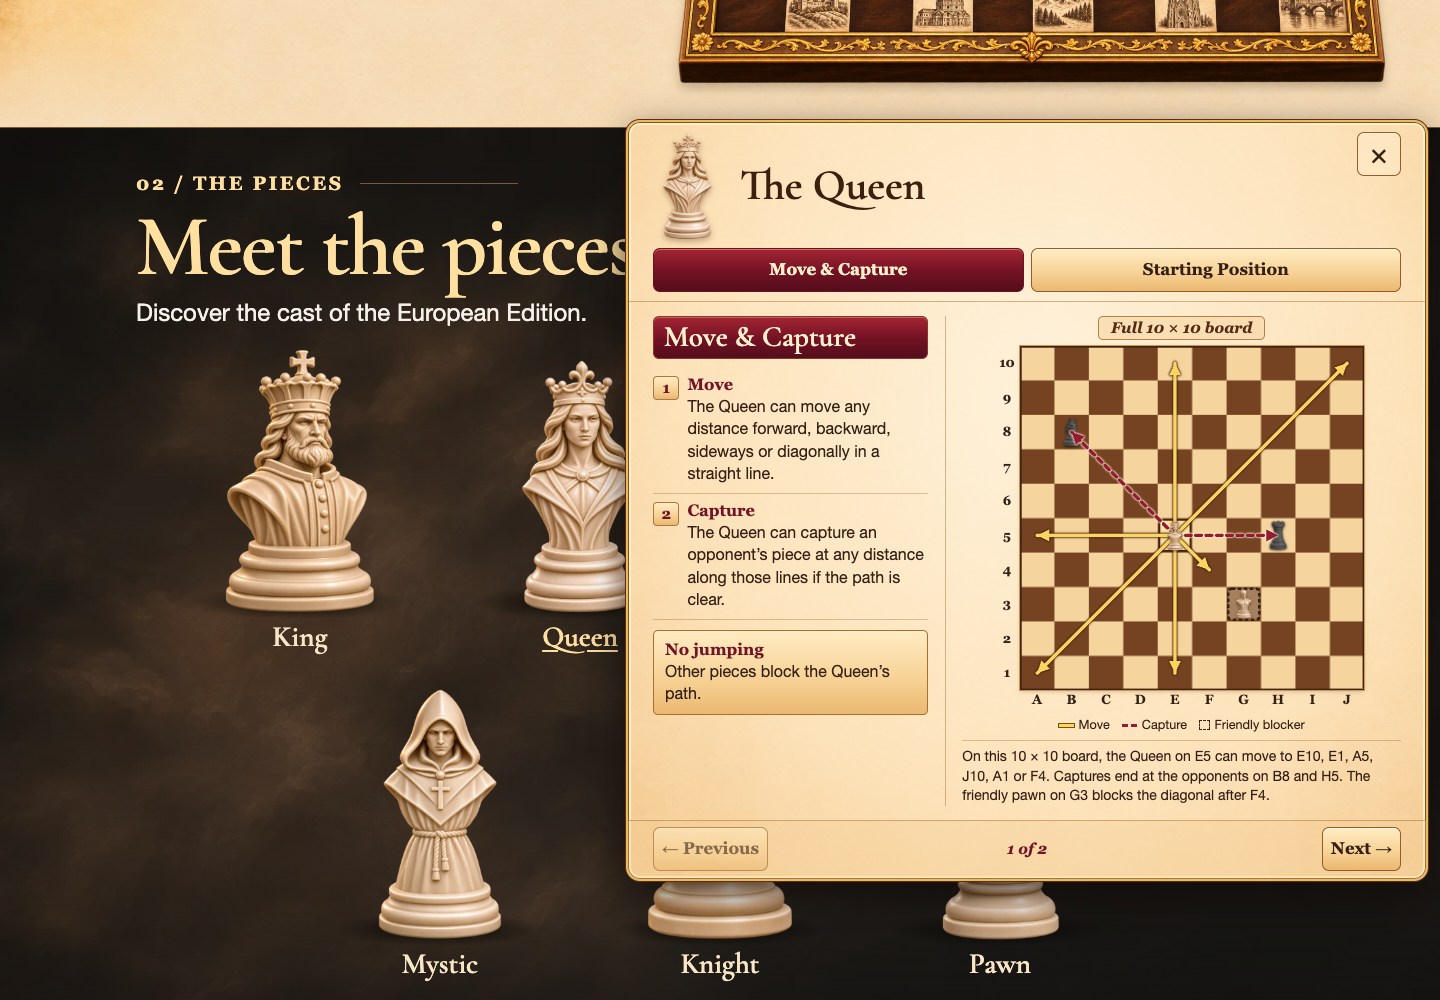 02 / THE PIECES
Meet the pieces
Discover the cast of the European Edition.
King
Queen
Mystic
Knight
Pawn
The Queen
×
Move & Capture
Starting Position
Move & Capture
1
Move
The Queen can move any
distance forward, backward,
sideways or diagonally in a
straight line.
2
Capture
The Queen can capture an
opponent’s piece at any distance
along those lines if the path is
clear.
No jumping
Other pieces block the Queen’s
path.
Full 10 × 10 board
10
9
8
7
6
5
4
3
2
1
A B C D E F G H I J
Move Capture Friendly blocker
On this 10 × 10 board, the Queen on E5 can move to E10, E1, A5,
J10, A1 or F4. Captures end at the opponents on B8 and H5. The
friendly pawn on G3 blocks the diagonal after F4.
← Previous
1 of 2
Next →